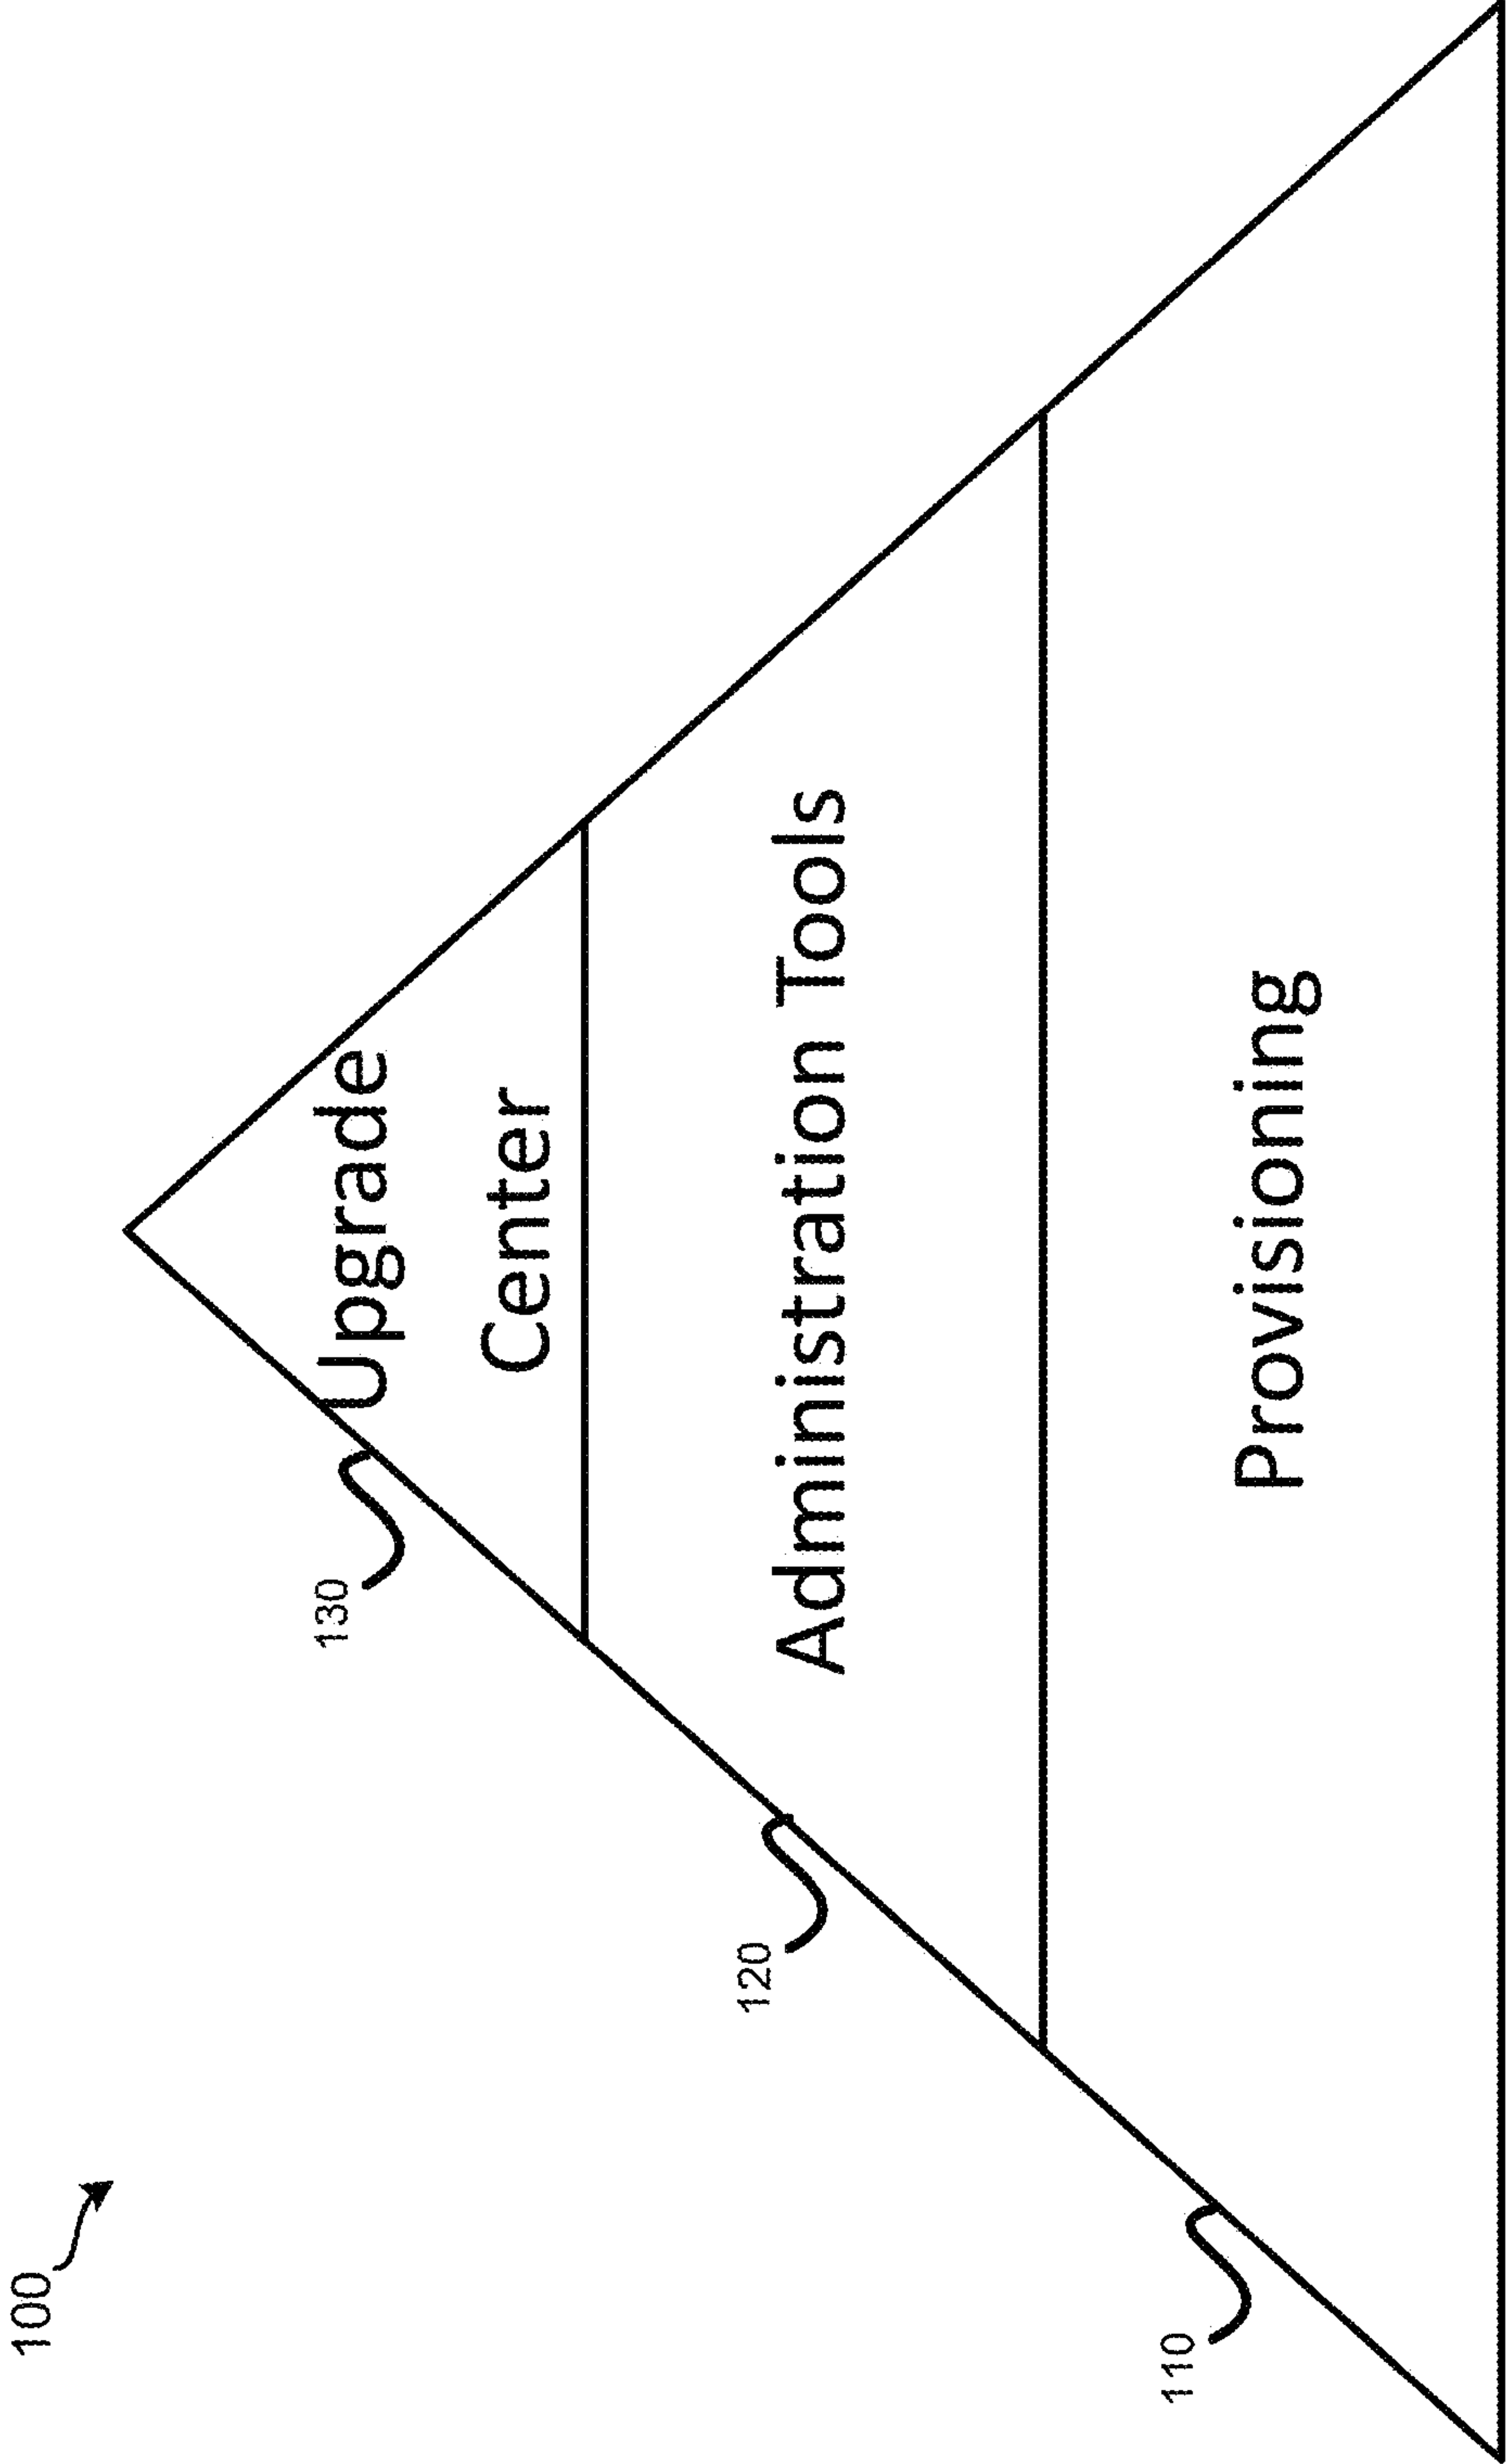 100
130
Upgrade
Center
120
Administration Tools
110
Provisioning